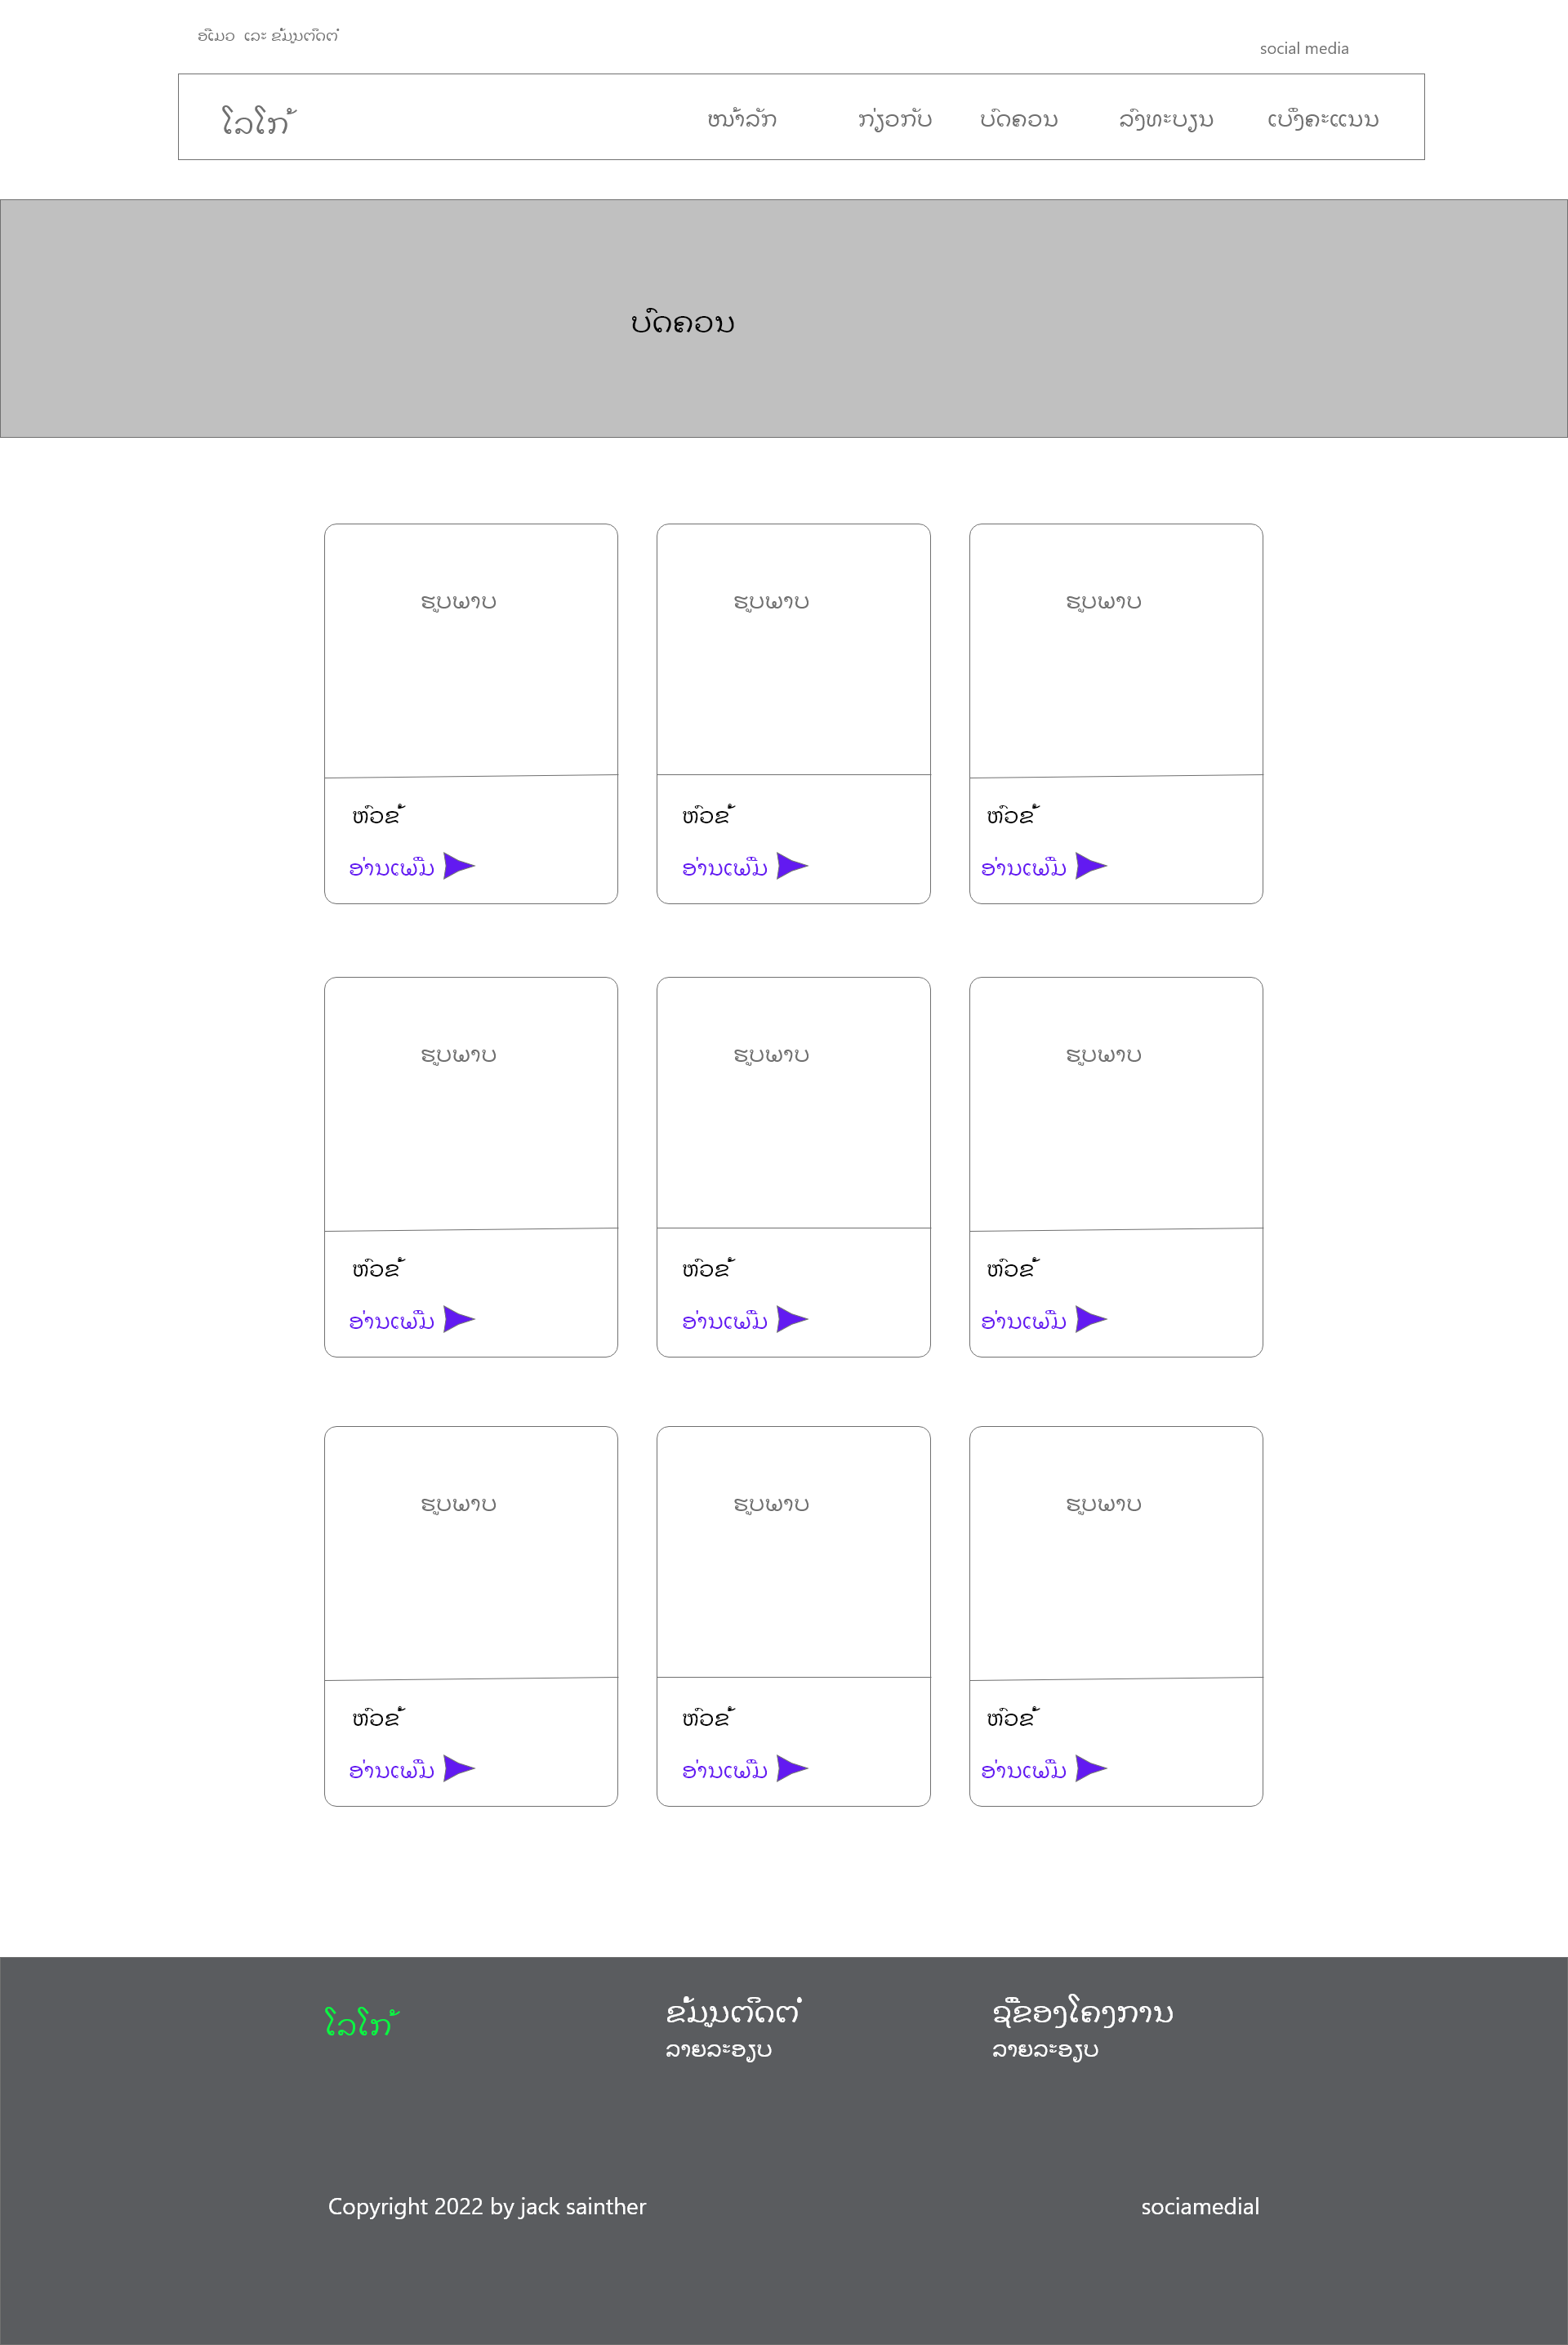 ອີເມວ ແລະ ຂໍ້ມູນຕິດຕໍ່
social media
ໂລໂກ້
ໜ້າລັກ ກ່ຽວກັບ ບົດຄວນ ລົງທະບຽນ ເບິ່ງຄະແນນ
ບົດຄວນ
ຮູບພາບ ຮູບພາບ ຮູບພາບ
ຫົວຂໍ້ ຫົວຂໍ້ ຫົວຂໍ້
ອ່ານເພີ່ມ ອ່ານເພີ່ມ ອ່ານເພີ່ມ
ຮູບພາບ ຮູບພາບ ຮູບພາບ
ຫົວຂໍ້ ຫົວຂໍ້ ຫົວຂໍ້
ອ່ານເພີ່ມ ອ່ານເພີ່ມ ອ່ານເພີ່ມ
ຮູບພາບ ຮູບພາບ ຮູບພາບ
ຫົວຂໍ້ ຫົວຂໍ້ ຫົວຂໍ້
ອ່ານເພີ່ມ ອ່ານເພີ່ມ ອ່ານເພີ່ມ
ໂລໂກ້ ຂໍ້ມູນຕິດຕໍ່ ຊື່ຂອງໂຄງການ
ລາຍລະອຽບ ລາຍລະອຽບ
Copyright 2022 by jack sainther sociamedial